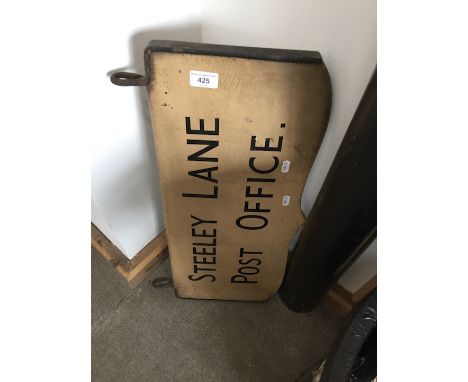 425
STEELEY LANE
POST OFFICE.